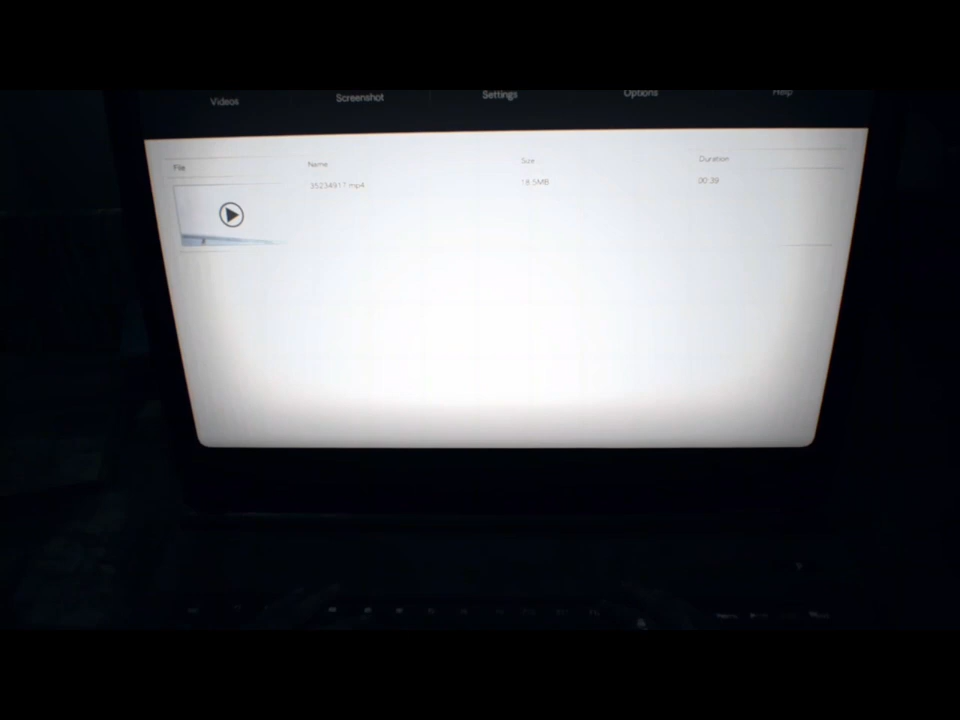 Videos Screenshot Settings Options Help
File Name Size Duration
35234917.mp4 18.5MB 00:39